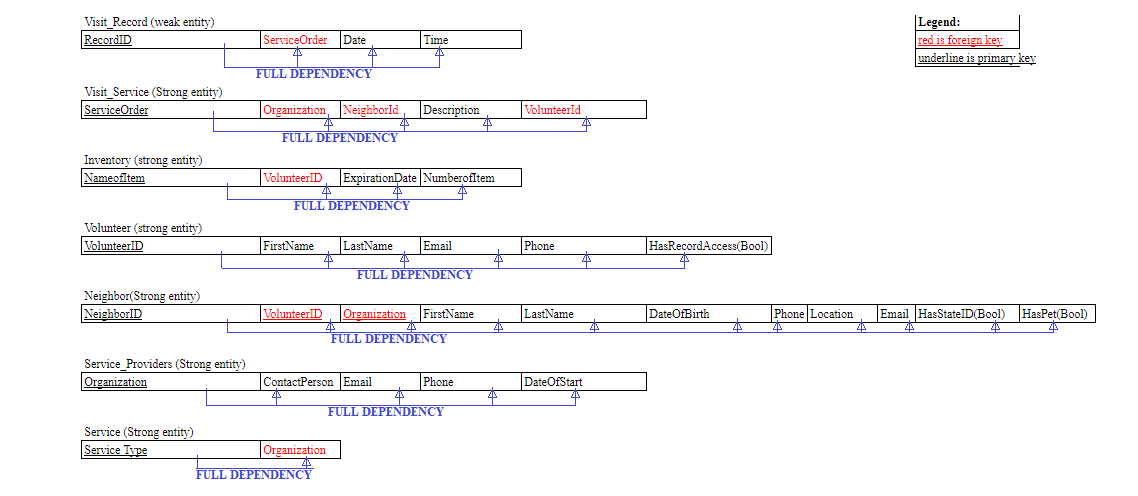 Visit_Record (weak entity)
RecordID ServiceOrder Date Time
FULL DEPENDENCY
Legend:
red is foreign key
underline is primary key
Visit_Service (Strong entity)
ServiceOrder Organization NeighborId Description VolunteerId
FULL DEPENDENCY
Inventory (strong entity)
NameofItem VolunteerID ExpirationDate NumberofItem
FULL DEPENDENCY
Volunteer (strong entity)
VolunteerID FirstName LastName Email Phone HasRecordAccess(Bool)
FULL DEPENDENCY
Neighbor(Strong entity)
NeighborID VolunteerID Organization FirstName LastName DateOfBirth Phone Location Email HasStateID(Bool) HasPet(Bool)
FULL DEPENDENCY
Service_Providers (Strong entity)
Organization ContactPerson Email Phone DateOfStart
FULL DEPENDENCY
Service (Strong entity)
Service Type Organization
FULL DEPENDENCY